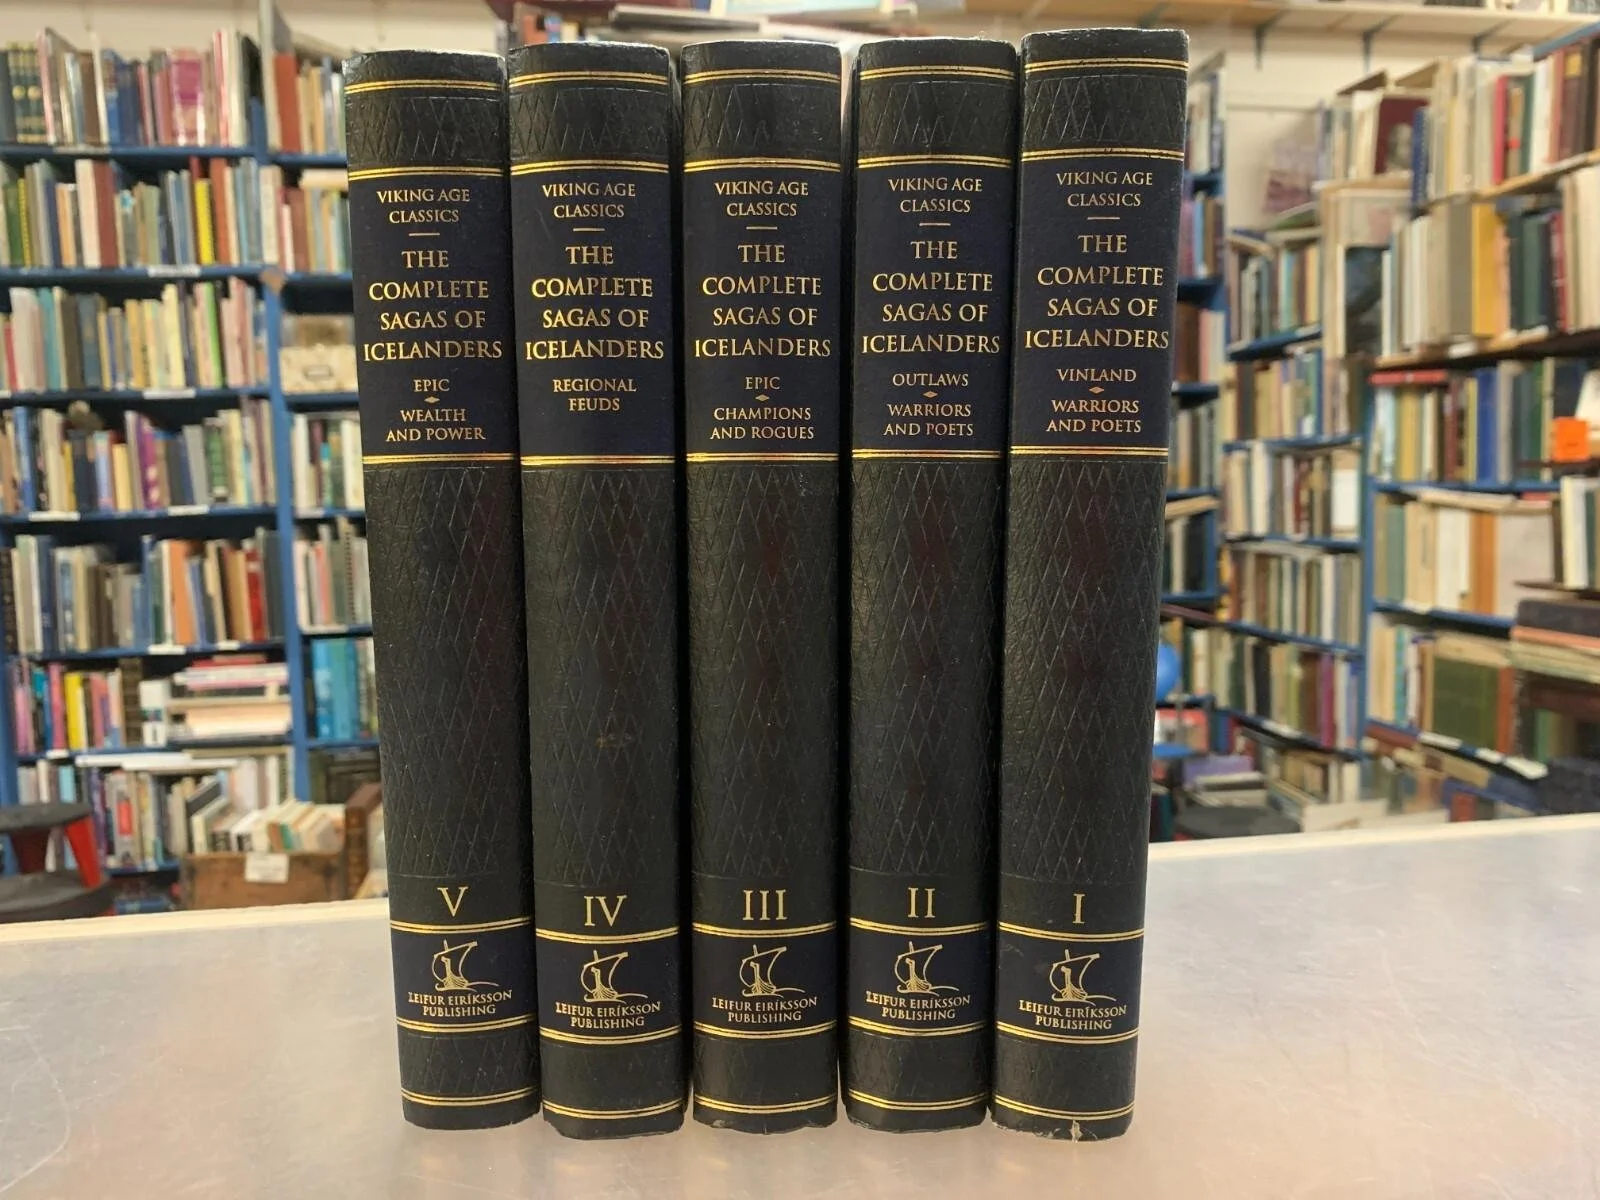 VIKING AGE
CLASSICS
THE
COMPLETE
SAGAS OF
ICELANDERS
EPIC
WEALTH
AND POWER
V
LEIFUR EIRÍKSSON
PUBLISHING
VIKING AGE
CLASSICS
THE
COMPLETE
SAGAS OF
ICELANDERS
REGIONAL
FEUDS
IV
LEIFUR EIRÍKSSON
PUBLISHING
VIKING AGE
CLASSICS
THE
COMPLETE
SAGAS OF
ICELANDERS
EPIC
CHAMPIONS
AND ROGUES
III
LEIFUR EIRÍKSSON
PUBLISHING
VIKING AGE
CLASSICS
THE
COMPLETE
SAGAS OF
ICELANDERS
OUTLAWS
WARRIORS
AND POETS
II
LEIFUR EIRÍKSSON
PUBLISHING
VIKING AGE
CLASSICS
THE
COMPLETE
SAGAS OF
ICELANDERS
VINLAND
WARRIORS
AND POETS
I
LEIFUR EIRÍKSSON
PUBLISHING